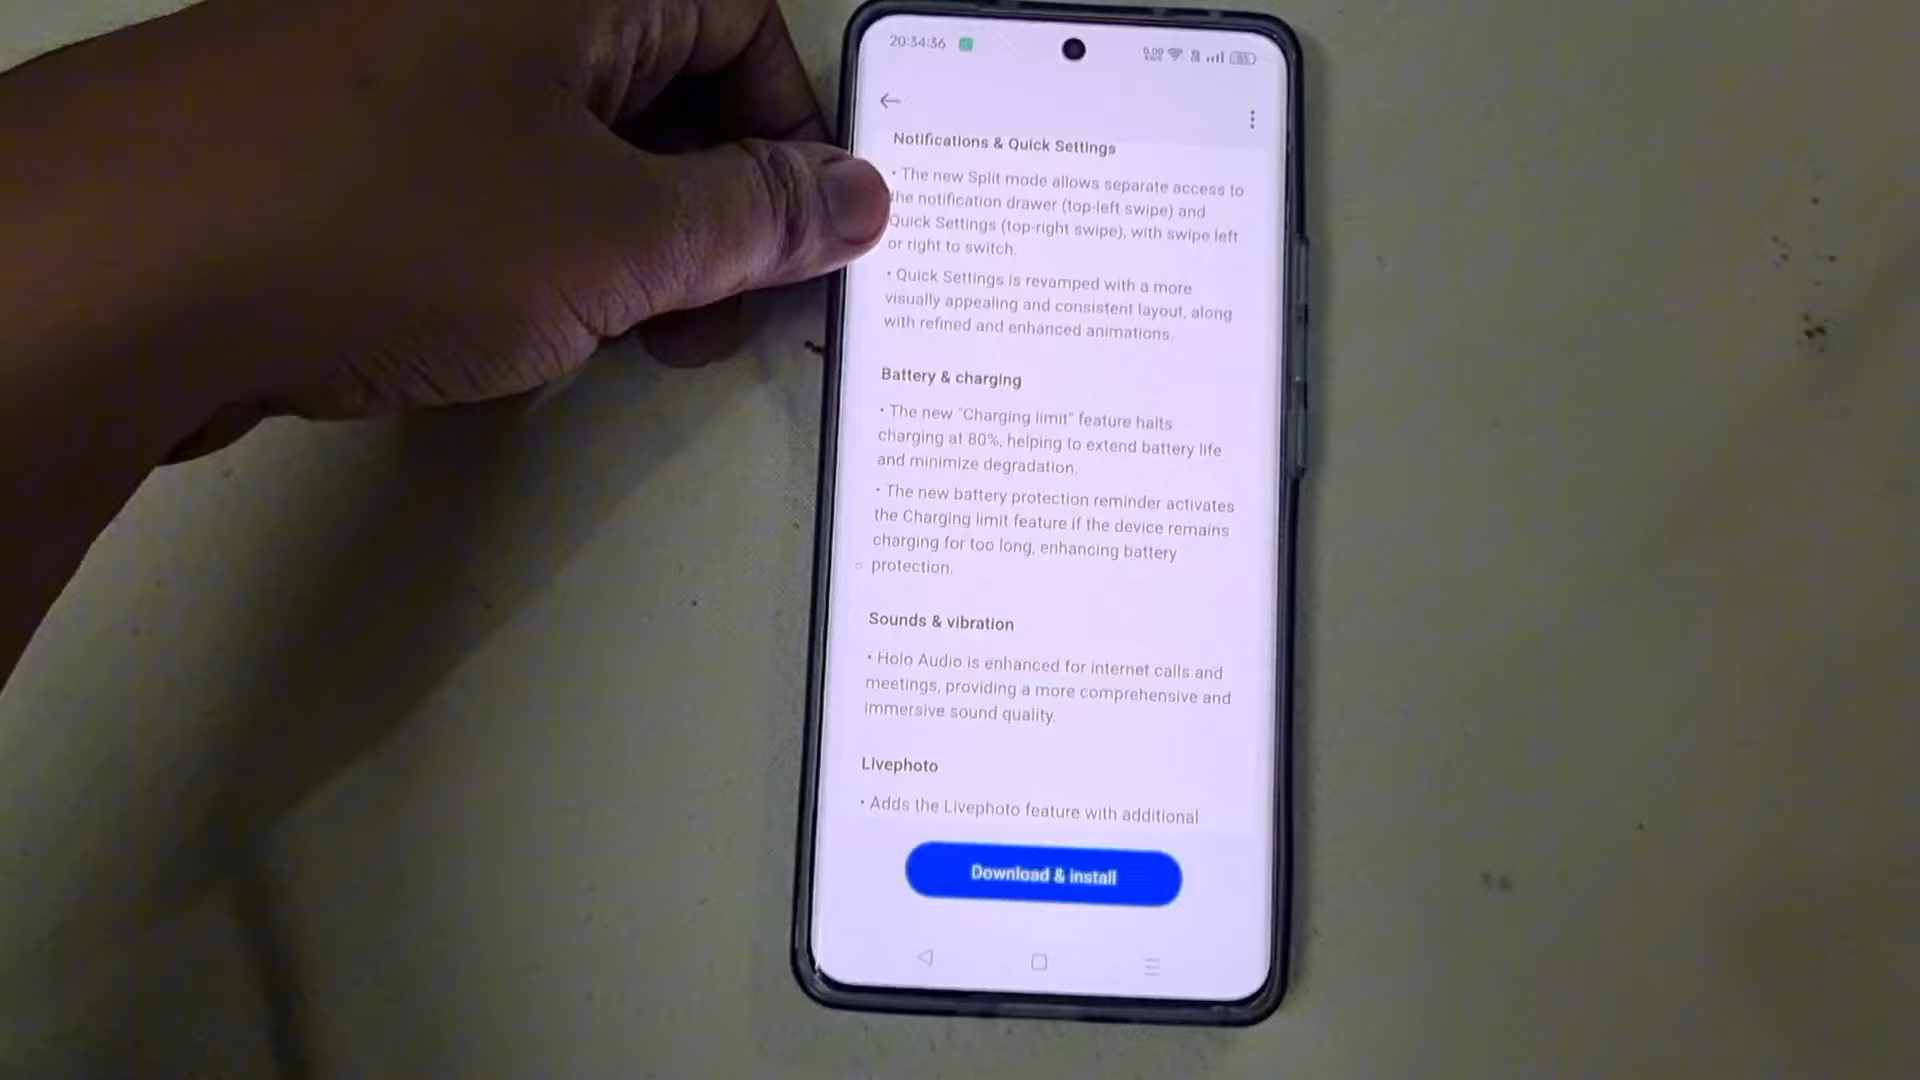 20:34:36
Notifications & Quick Settings
• The new Split mode allows separate access to
the notification drawer (top-left swipe) and
Quick Settings (top-right swipe), with swipe left
or right to switch.
• Quick Settings is revamped with a more
visually appealing and consistent layout, along
with refined and enhanced animations.
Battery & charging
• The new "Charging limit" feature halts
charging at 80%, helping to extend battery life
and minimize degradation.
• The new battery protection reminder activates
the Charging limit feature if the device remains
charging for too long, enhancing battery
protection.
Sounds & vibration
• Holo Audio is enhanced for internet calls and
meetings, providing a more comprehensive and
immersive sound quality.
Livephoto
• Adds the Livephoto feature with additional
Download & install